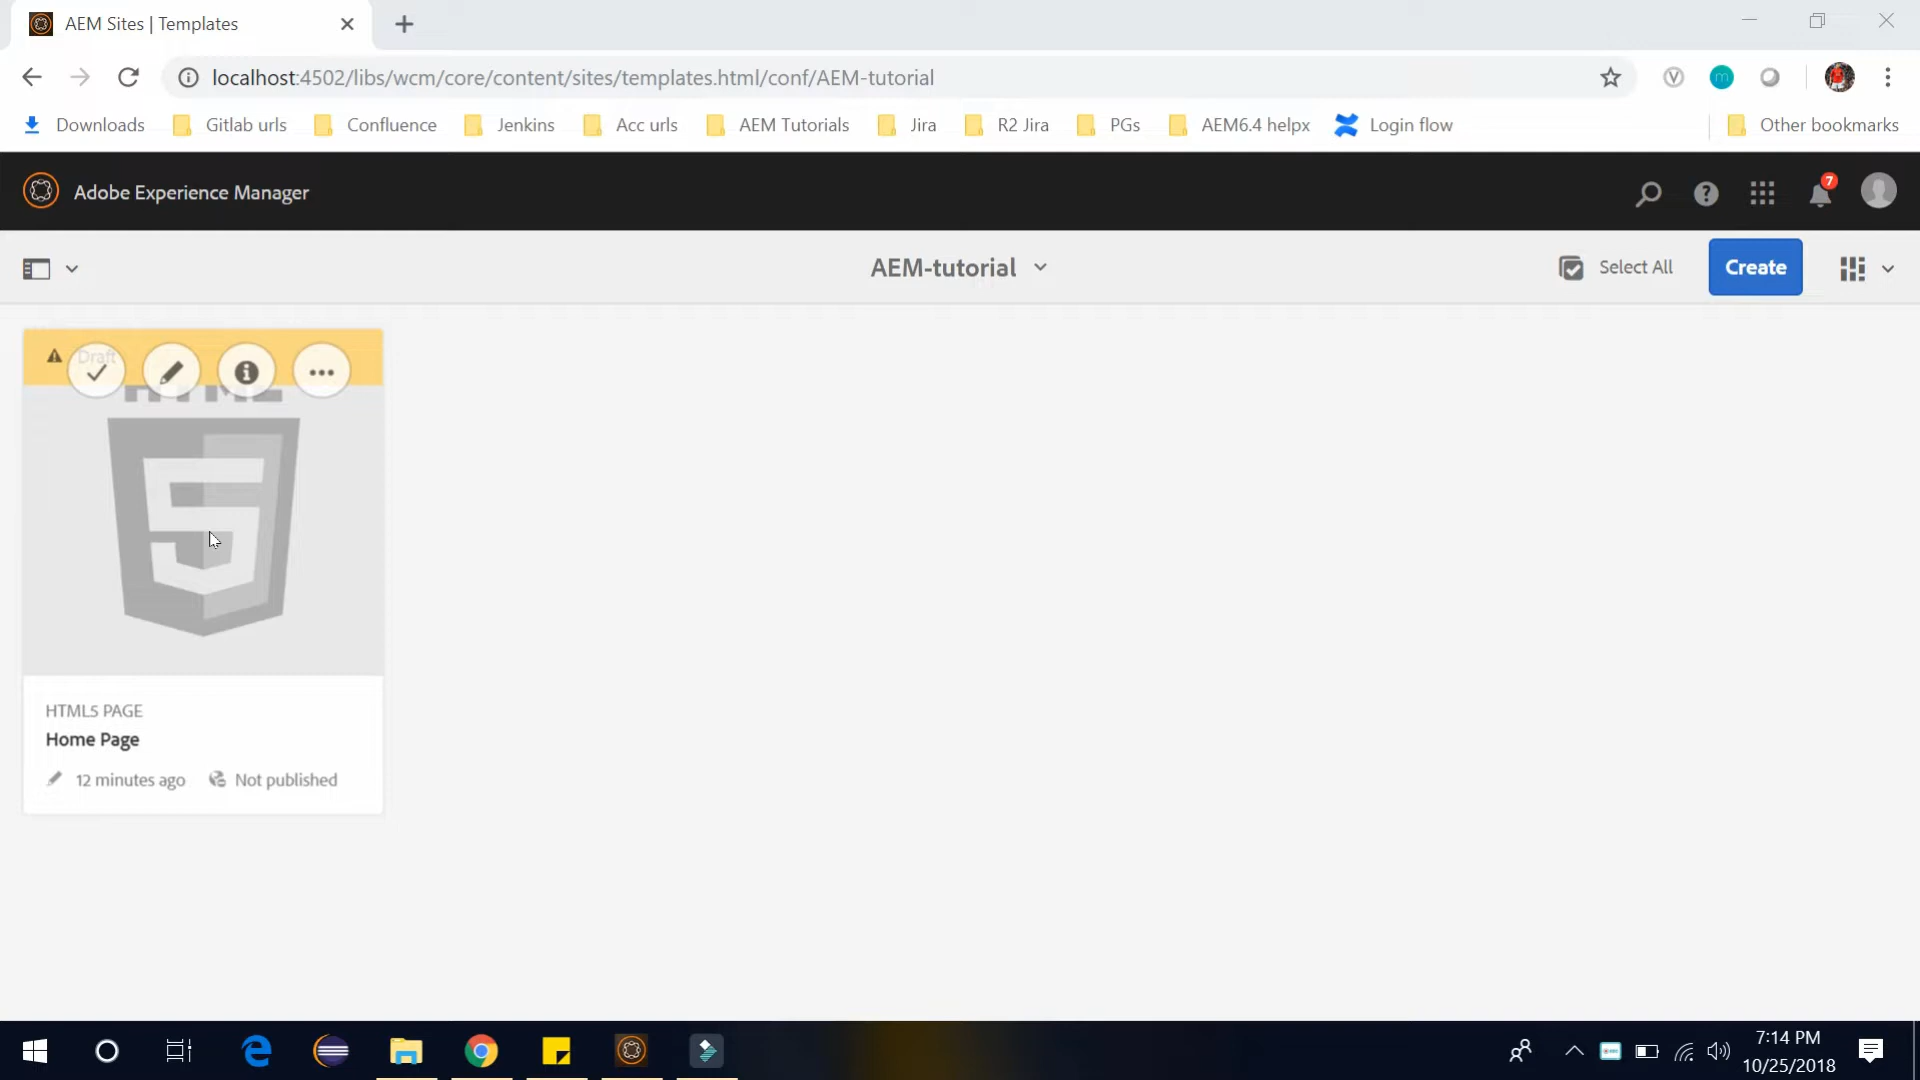 AEM Sites | Templates
localhost:4502/libs/wcm/core/content/sites/templates.html/conf/AEM-tutorial
Downloads Gitlab urls Confluence Jenkins Acc urls AEM Tutorials Jira R2 Jira PGs AEM6.4 helpx Login flow Other bookmarks
Adobe Experience Manager 7
AEM-tutorial Select All Create
Draft
HTML
5
HTML5 PAGE
Home Page
12 minutes ago Not published
7:14 PM
10/25/2018